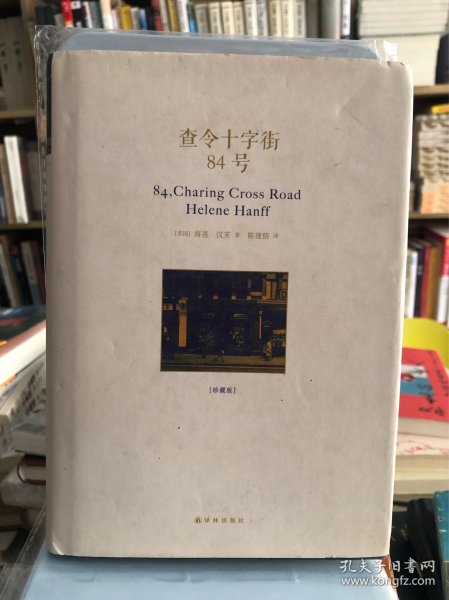 查令十字街
84号
84,Charing Cross Road
Helene Hanff
[美国] 海莲·汉芙 著 陈建铭 译
[珍藏版]
译林出版社
孔夫子旧书网
www.kongfz.com